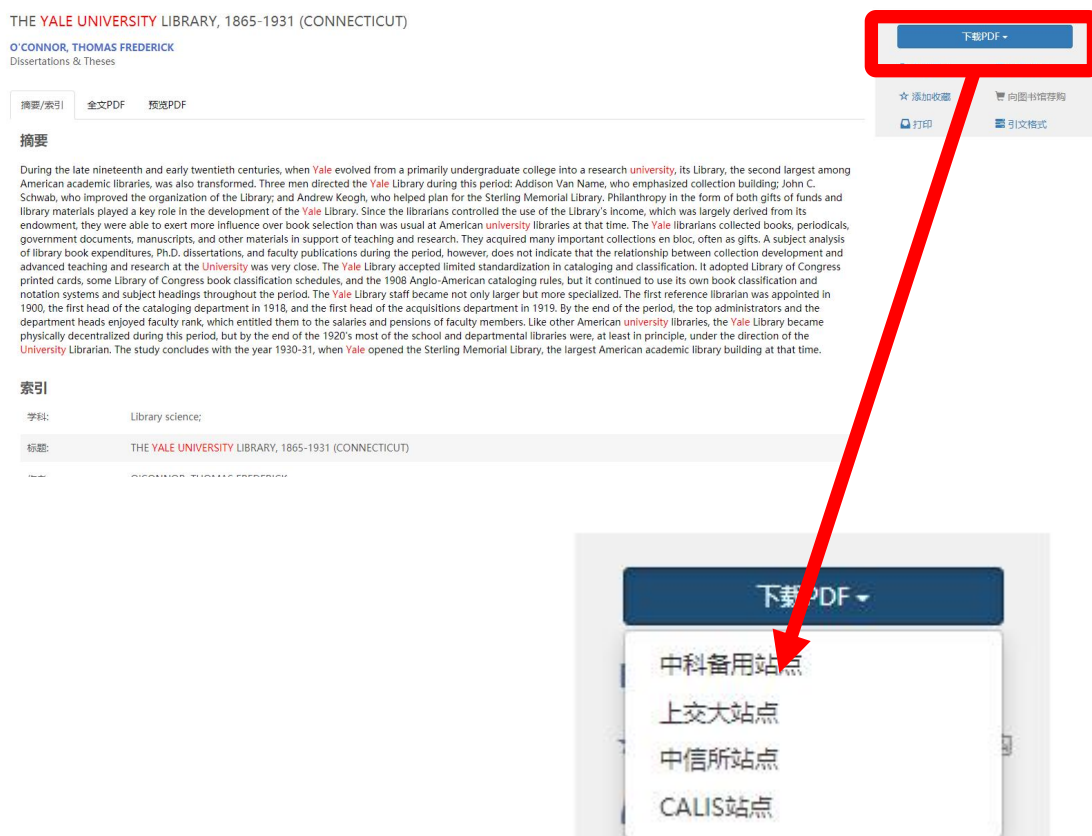 THE YALE UNIVERSITY LIBRARY, 1865-1931 (CONNECTICUT)
O'CONNOR, THOMAS FREDERICK
Dissertations & Theses
下载PDF
添加收藏 向图书馆荐购
打印 引文格式
摘要/索引 全文PDF 预览PDF
摘要
During the late nineteenth and early twentieth centuries, when Yale evolved from a primarily undergraduate college into a research university, its Library, the second largest among
American academic libraries, was also transformed. Three men directed the Yale Library during this period: Addison Van Name, who emphasized collection building; John C.
Schwab, who improved the organization of the Library; and Andrew Keogh, who helped plan for the Sterling Memorial Library. Philanthropy in the form of both gifts of funds and
library materials played a key role in the development of the Yale Library. Since the librarians controlled the use of the Library's income, which was largely derived from its
endowment, they were able to exert more influence over book selection than was usual at American university libraries at that time. The Yale librarians collected books, periodicals,
government documents, manuscripts, and other materials in support of teaching and research. They acquired many important collections en bloc, often as gifts. A subject analysis
of library book expenditures, Ph.D. dissertations, and faculty publications during the period, however, does not indicate that the relationship between collection development and
advanced teaching and research at the University was very close. The Yale Library accepted limited standardization in cataloging and classification. It adopted Library of Congress
printed cards, some Library of Congress book classification schedules, and the 1908 Anglo-American cataloging rules, but it continued to use its own book classification and
notation systems and subject headings throughout the period. The Yale Library staff became not only larger but more specialized. The first reference librarian was appointed in
1900, the first head of the cataloging department in 1918, and the first head of the acquisitions department in 1919. By the end of the period, the top administrators and the
department heads enjoyed faculty rank, which entitled them to the salaries and pensions of faculty members. Like other American university libraries, the Yale Library became
physically decentralized during this period, but by the end of the 1920's most of the school and departmental libraries were, at least in principle, under the direction of the
University Librarian. The study concludes with the year 1930-31, when Yale opened the Sterling Memorial Library, the largest American academic library building at that time.
索引
学科: Library science;
标题: THE YALE UNIVERSITY LIBRARY, 1865-1931 (CONNECTICUT)
下载PDF
中科备用站点
上交大站点
中信所站点
CALIS站点